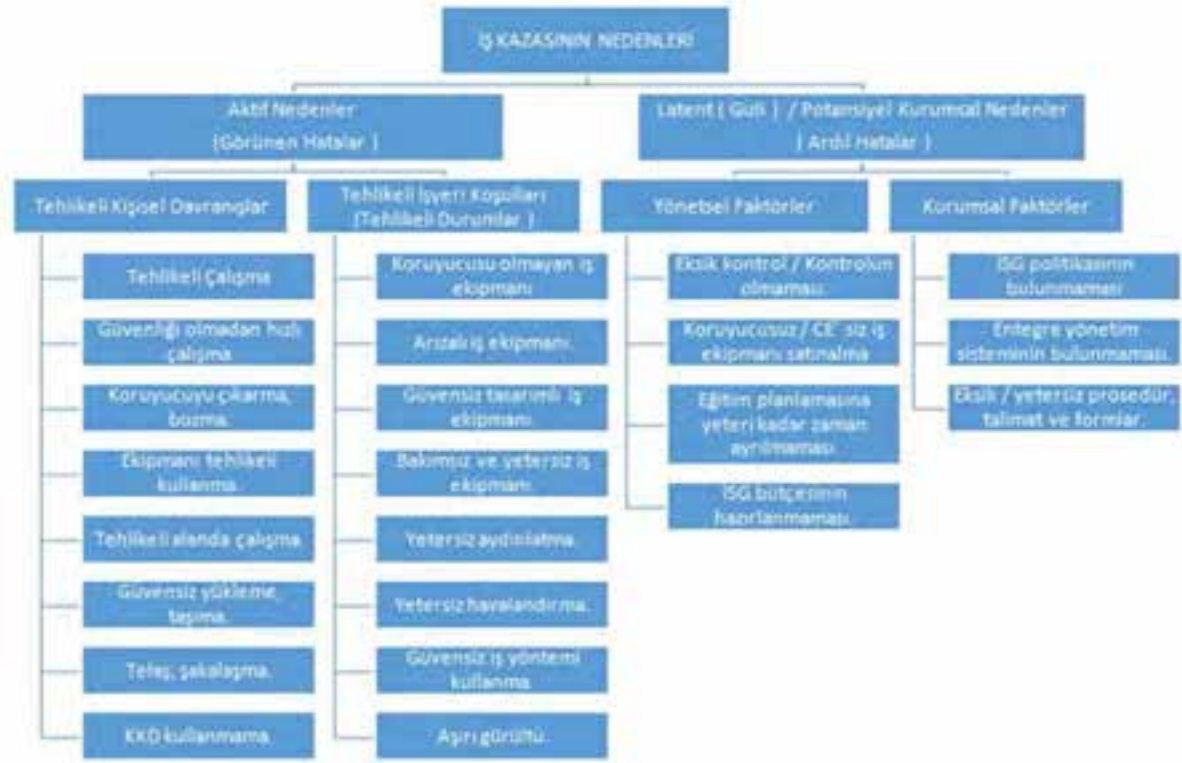 İŞ KAZASININ NEDENLERİ
Aktif Nedenler
(Görünen Hatalar )
Latent ( Gizli ) / Potansiyel Kurumsal Nedenler
( Ardıl Hatalar )
Tehlikeli Kişisel Davranışlar
Tehlikeli Çalışma
Güvenliği olmadan hızlı
çalışma
Koruyucuyu çıkarma,
bozma.
Ekipmanı tehlikeli
kullanma.
Tehlikeli alanda çalışma
Güvensiz yükleme,
taşıma.
Telaş, şakalaşma.
KKD kullanmama
Tehlikeli İşyeri Koşulları
(Tehlikeli Durumlar )
Koruyucusu olmayan iş
ekipmanı
Arızalı iş ekipmanı.
Güvensiz tasarımlı iş
ekipmanı.
Bakımsız ve yetersiz iş
ekipmanı.
Yetersiz aydınlatma.
Yetersiz havalandırma.
Güvensiz iş yöntemi
kullanma.
Aşırı gürültü.
Yönetsel Faktörler
Eksik kontrol / Kontrolun
olmaması.
Koruyucusuz / CE' siz iş
ekipmanı satınalma
Eğitim planlamasına
yeteri kadar zaman
ayrılmaması
İSG bütçesinin
hazırlanmaması.
Kurumsal Faktörler
İSG politikasının
bulunmaması
Entegre yönetim
sisteminin bulunmaması.
Eksik / yetersiz prosedür,
talimat ve formlar.